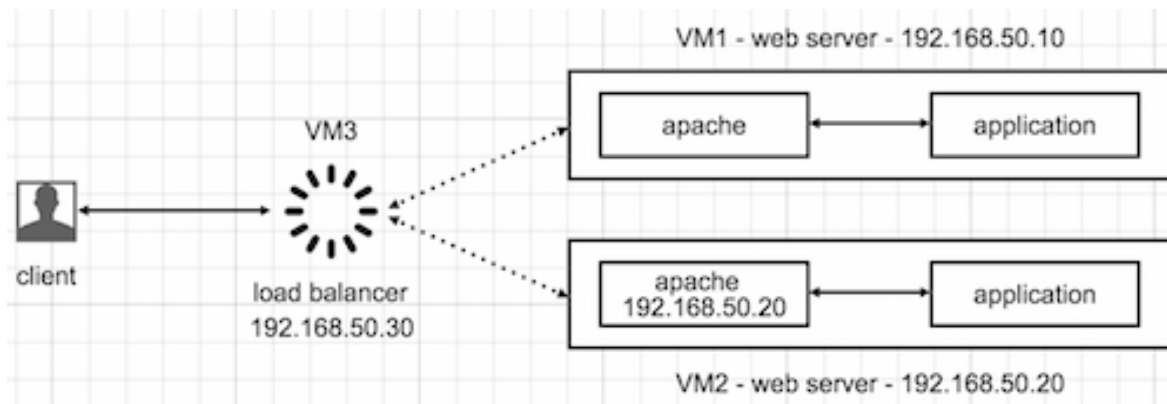 VM1 - web server - 192.168.50.10
apache
application
VM3
client
load balancer
192.168.50.30
apache
192.168.50.20
application
VM2 - web server - 192.168.50.20